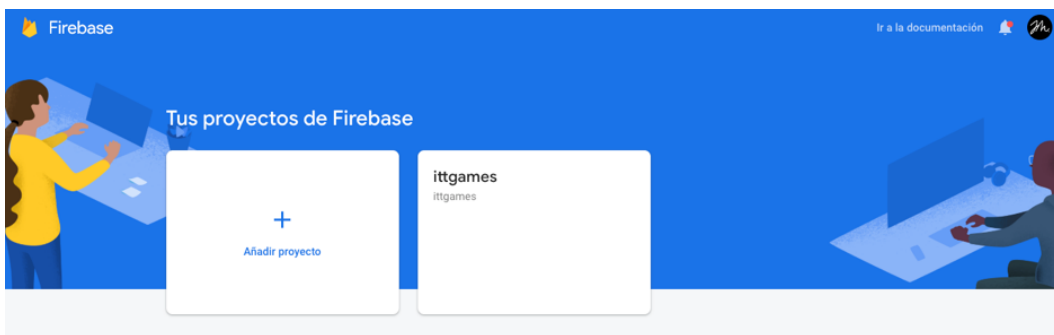 Firebase
Ir a la documentación
Tus proyectos de Firebase
+
Añadir proyecto
ittgames
ittgames